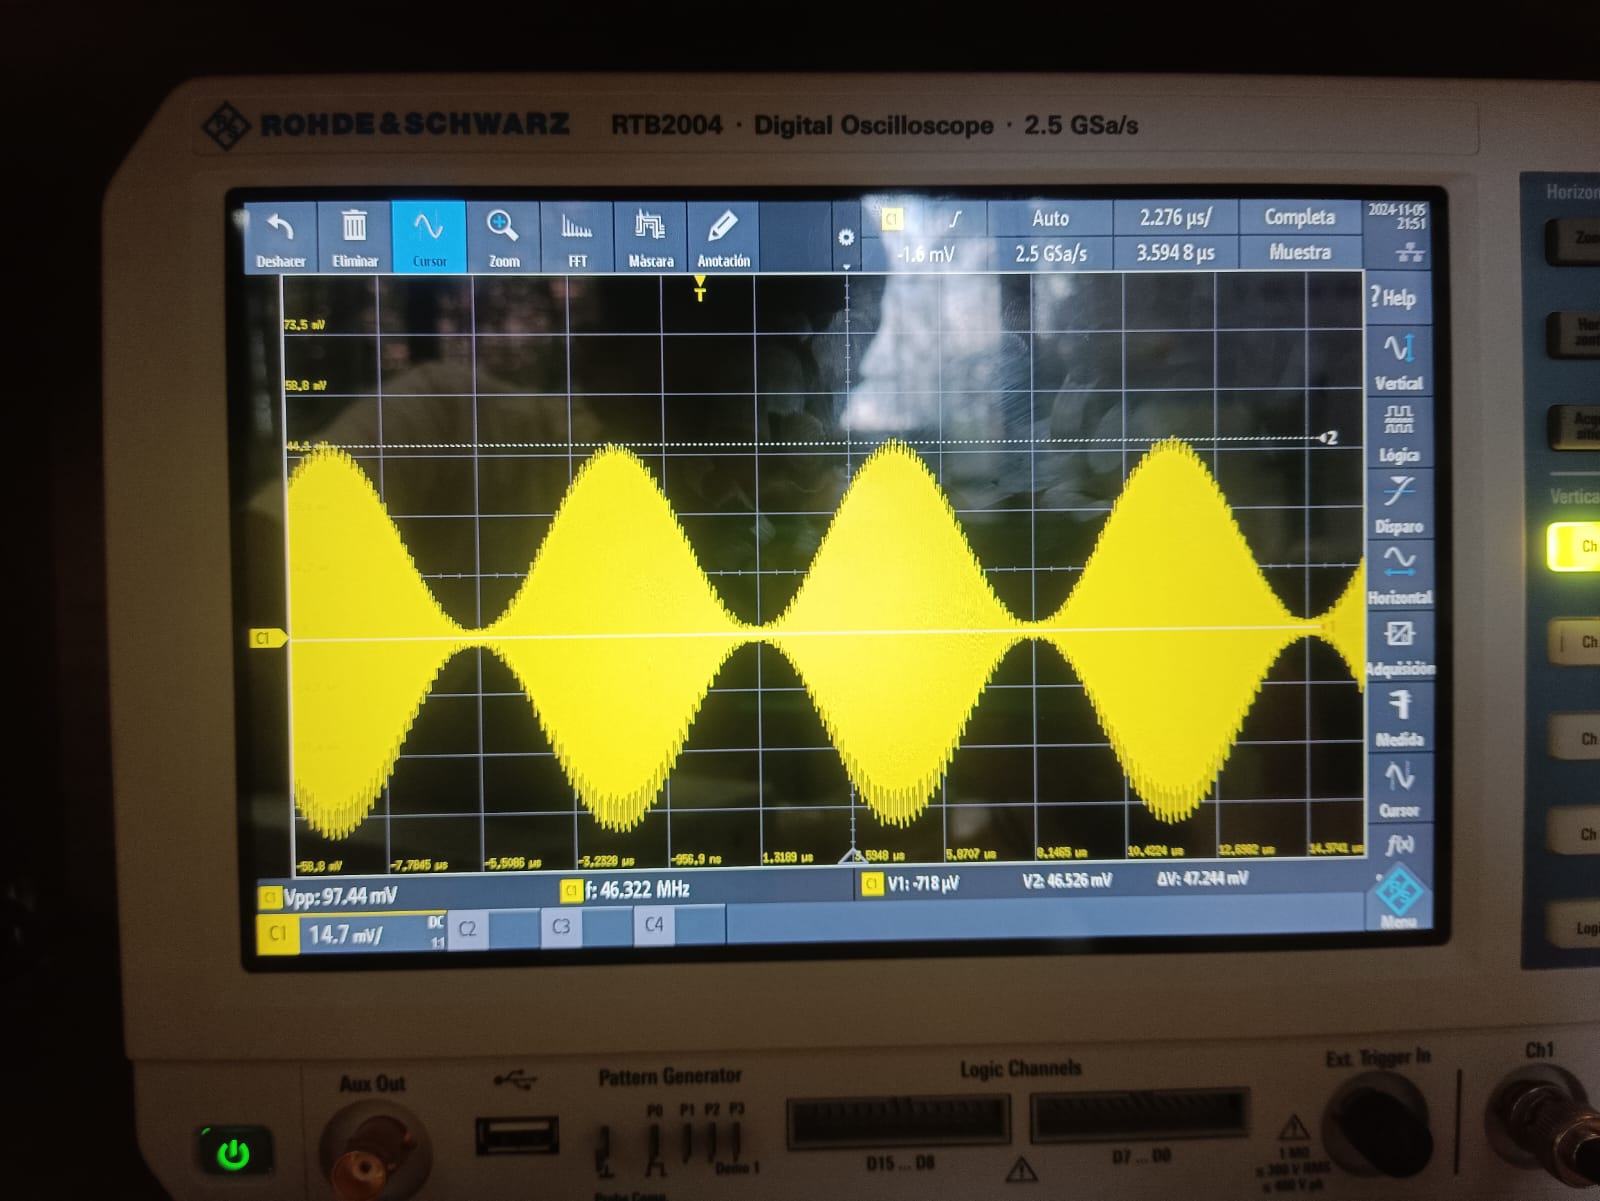 ROHDE & SCHWARZ RTB2004 · Digital Oscilloscope · 2.5 GSa/s
Deshacer Eliminar Cursor Zoom FFT Máscara Anotación
C1 Auto 2.276 µs/ Completa
-1.6 mV 2.5 GSa/s 3.594 8 µs Muestra
2024-11-05
21:51
T
? Help
Vertical
Lógica
Disparo
Horizontal
Adquisición
Medida
Cursor
f(x)
Menu
73,5 mV
58,8 mV
44,1 mV
2
C1
1
-58,8 mV -7,7845 µs -5,5086 µs -3,2328 µs -956,9 ns 1,3189 µs 3,5948 µs 5,8707 µs 8,1465 µs 10,4224 µs 12,6982 µs 14,9741 µs
C1 Vpp: 97.44 mV C1 f: 46.322 MHz C1 V1: -718 µV V2: 46.526 mV ΔV: 47.244 mV
C1 14.7 mV/ DC 1:1 C2 C3 C4
Horizon
Vertica
Ch
Ch
Ch
Ch
Logi
Aux Out
Pattern Generator
P0 P1 P2 P3
Demo 1
Logic Channels
D15 ... D8
D7 ... D0
Ext. Trigger In
Ch1
1 MΩ